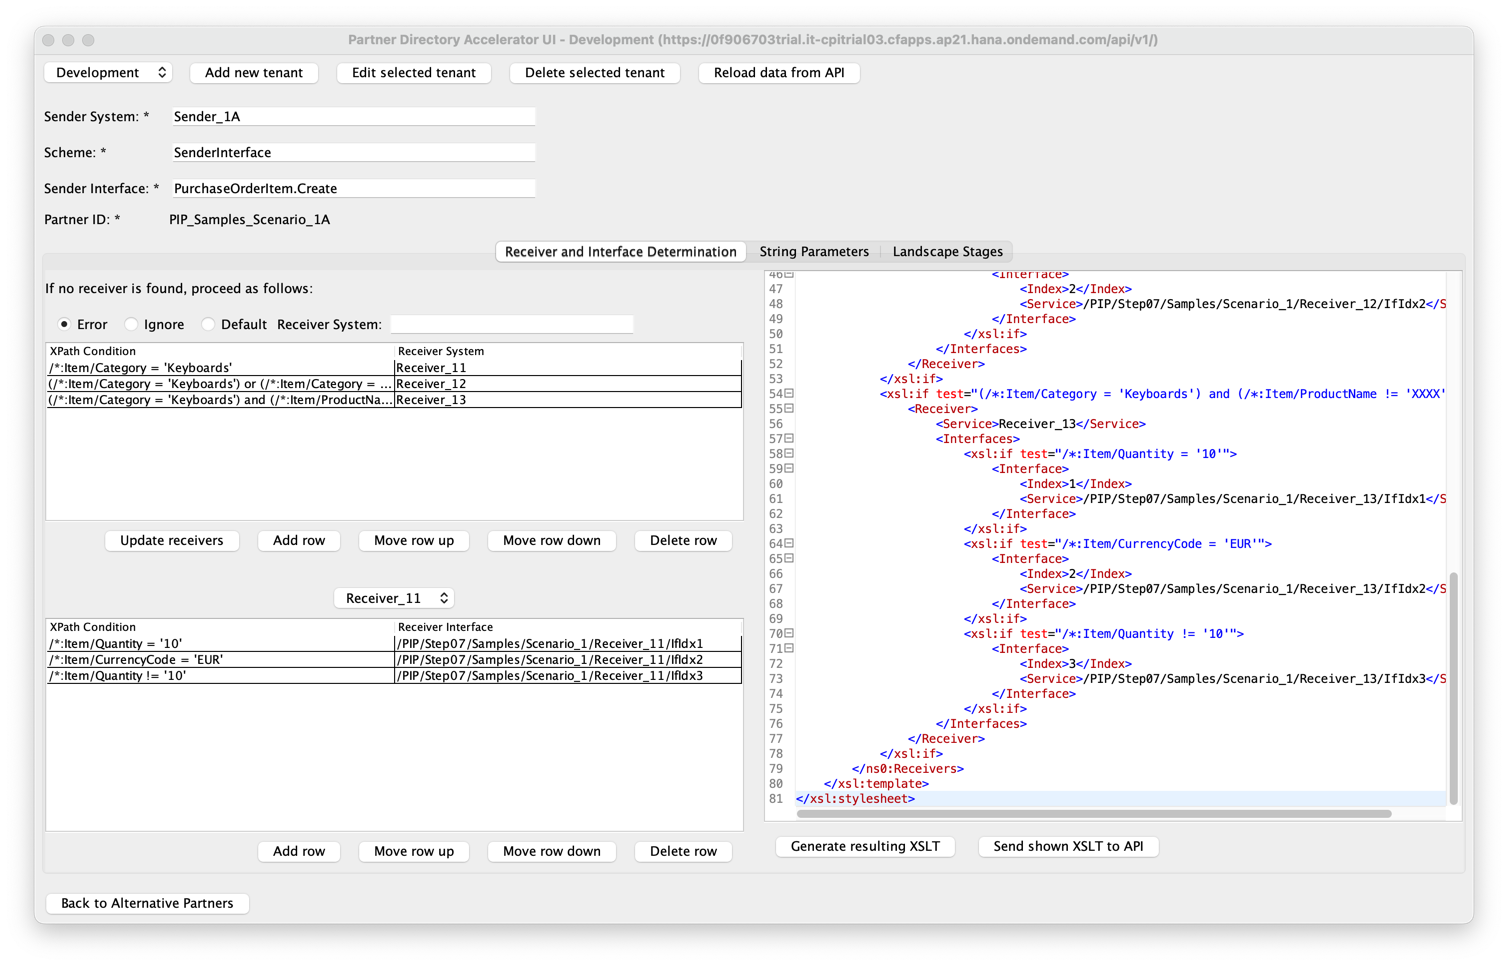 Partner Directory Accelerator UI - Development (https://0f906703trial.it-cpitrial03.cfapps.ap21.hana.ondemand.com/api/v1/)
Development Add new tenant Edit selected tenant Delete selected tenant Reload data from API
Sender System: * Sender_1A
Scheme: * SenderInterface
Sender Interface: * PurchaseOrderItem.Create
Partner ID: * PIP_Samples_Scenario_1A
Receiver and Interface Determination String Parameters Landscape Stages
If no receiver is found, proceed as follows:
Error Ignore Default Receiver System:
XPath Condition Receiver System
/*:Item/Category = 'Keyboards' Receiver_11
(/*:Item/Category = 'Keyboards') or (/*:Item/Category = ... Receiver_12
(/*:Item/Category = 'Keyboards') and (/*:Item/ProductNa... Receiver_13
Update receivers Add row Move row up Move row down Delete row
Receiver_11
XPath Condition Receiver Interface
/*:Item/Quantity = '10' /PIP/Step07/Samples/Scenario_1/Receiver_11/IfIdx1
/*:Item/CurrencyCode = 'EUR' /PIP/Step07/Samples/Scenario_1/Receiver_11/IfIdx2
/*:Item/Quantity != '10' /PIP/Step07/Samples/Scenario_1/Receiver_11/IfIdx3
Add row Move row up Move row down Delete row
46 <Interface>
47 <Index>2</Index>
48 <Service>/PIP/Step07/Samples/Scenario_1/Receiver_12/IfIdx2</S
49 </Interface>
50 </xsl:if>
51 </Interfaces>
52 </Receiver>
53 </xsl:if>
54 <xsl:if test="(/*:Item/Category = 'Keyboards') and (/*:Item/ProductName != 'XXXX'
55 <Receiver>
56 <Service>Receiver_13</Service>
57 <Interfaces>
58 <xsl:if test="/*:Item/Quantity = '10'">
59 <Interface>
60 <Index>1</Index>
61 <Service>/PIP/Step07/Samples/Scenario_1/Receiver_13/IfIdx1</S
62 </Interface>
63 </xsl:if>
64 <xsl:if test="/*:Item/CurrencyCode = 'EUR'">
65 <Interface>
66 <Index>2</Index>
67 <Service>/PIP/Step07/Samples/Scenario_1/Receiver_13/IfIdx2</S
68 </Interface>
69 </xsl:if>
70 <xsl:if test="/*:Item/Quantity != '10'">
71 <Interface>
72 <Index>3</Index>
73 <Service>/PIP/Step07/Samples/Scenario_1/Receiver_13/IfIdx3</S
74 </Interface>
75 </xsl:if>
76 </Interfaces>
77 </Receiver>
78 </xsl:if>
79 </ns0:Receivers>
80 </xsl:template>
81 </xsl:stylesheet>
Generate resulting XSLT Send shown XSLT to API
Back to Alternative Partners